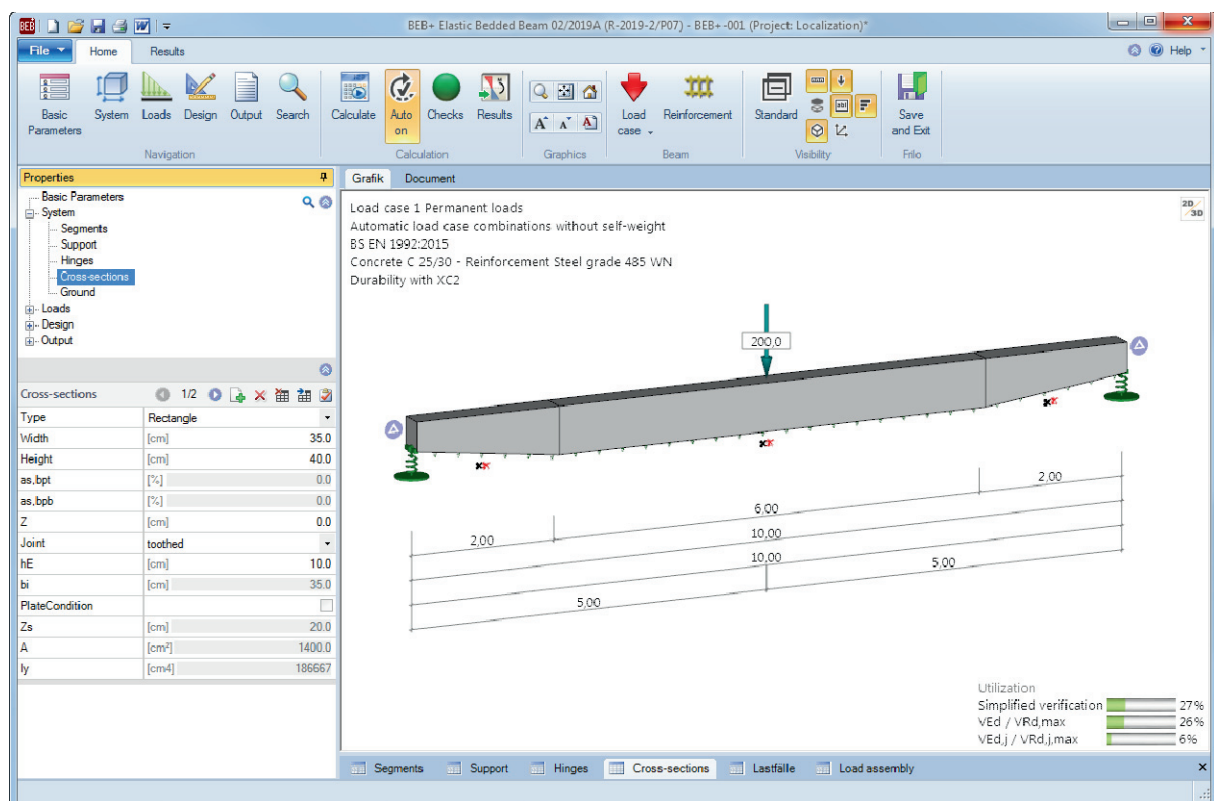 BEB
BEB+ Elastic Bedded Beam 02/2019A (R-2019-2/P07) - BEB+-001 (Project: Localization)*
File Home Results Help
Basic Parameters
System
Loads
Design
Output
Search
Calculate
Auto on
Checks
Results
Load case
Reinforcement
Standard
Save and Exit
Navigation Calculation Graphics Beam Visibility Frilo
Properties
Basic Parameters
System
Segments
Support
Hinges
Cross-sections
Ground
Loads
Design
Output
Cross-sections 1/2
Type Rectangle
Width [cm] 35.0
Height [cm] 40.0
as,bpt [%] 0.0
as,bpb [%] 0.0
Z [cm] 0.0
Joint toothed
hE [cm] 10.0
bi [cm] 35.0
PlateCondition
Zs [cm] 20.0
A [cm²] 1400.0
Iy [cm4] 186667
Grafik Document
Load case 1 Permanent loads
Automatic load case combinations without self-weight
BS EN 1992:2015
Concrete C 25/30 - Reinforcement Steel grade 485 WN
Durability with XC2
2D/3D
200,0
2,00
6,00
2,00
10,00
10,00
5,00
5,00
Utilization
Simplified verification 27%
VEd / VRd,max 26%
VEd,j / VRd,j,max 6%
Segments Support Hinges Cross-sections Lastfälle Load assembly